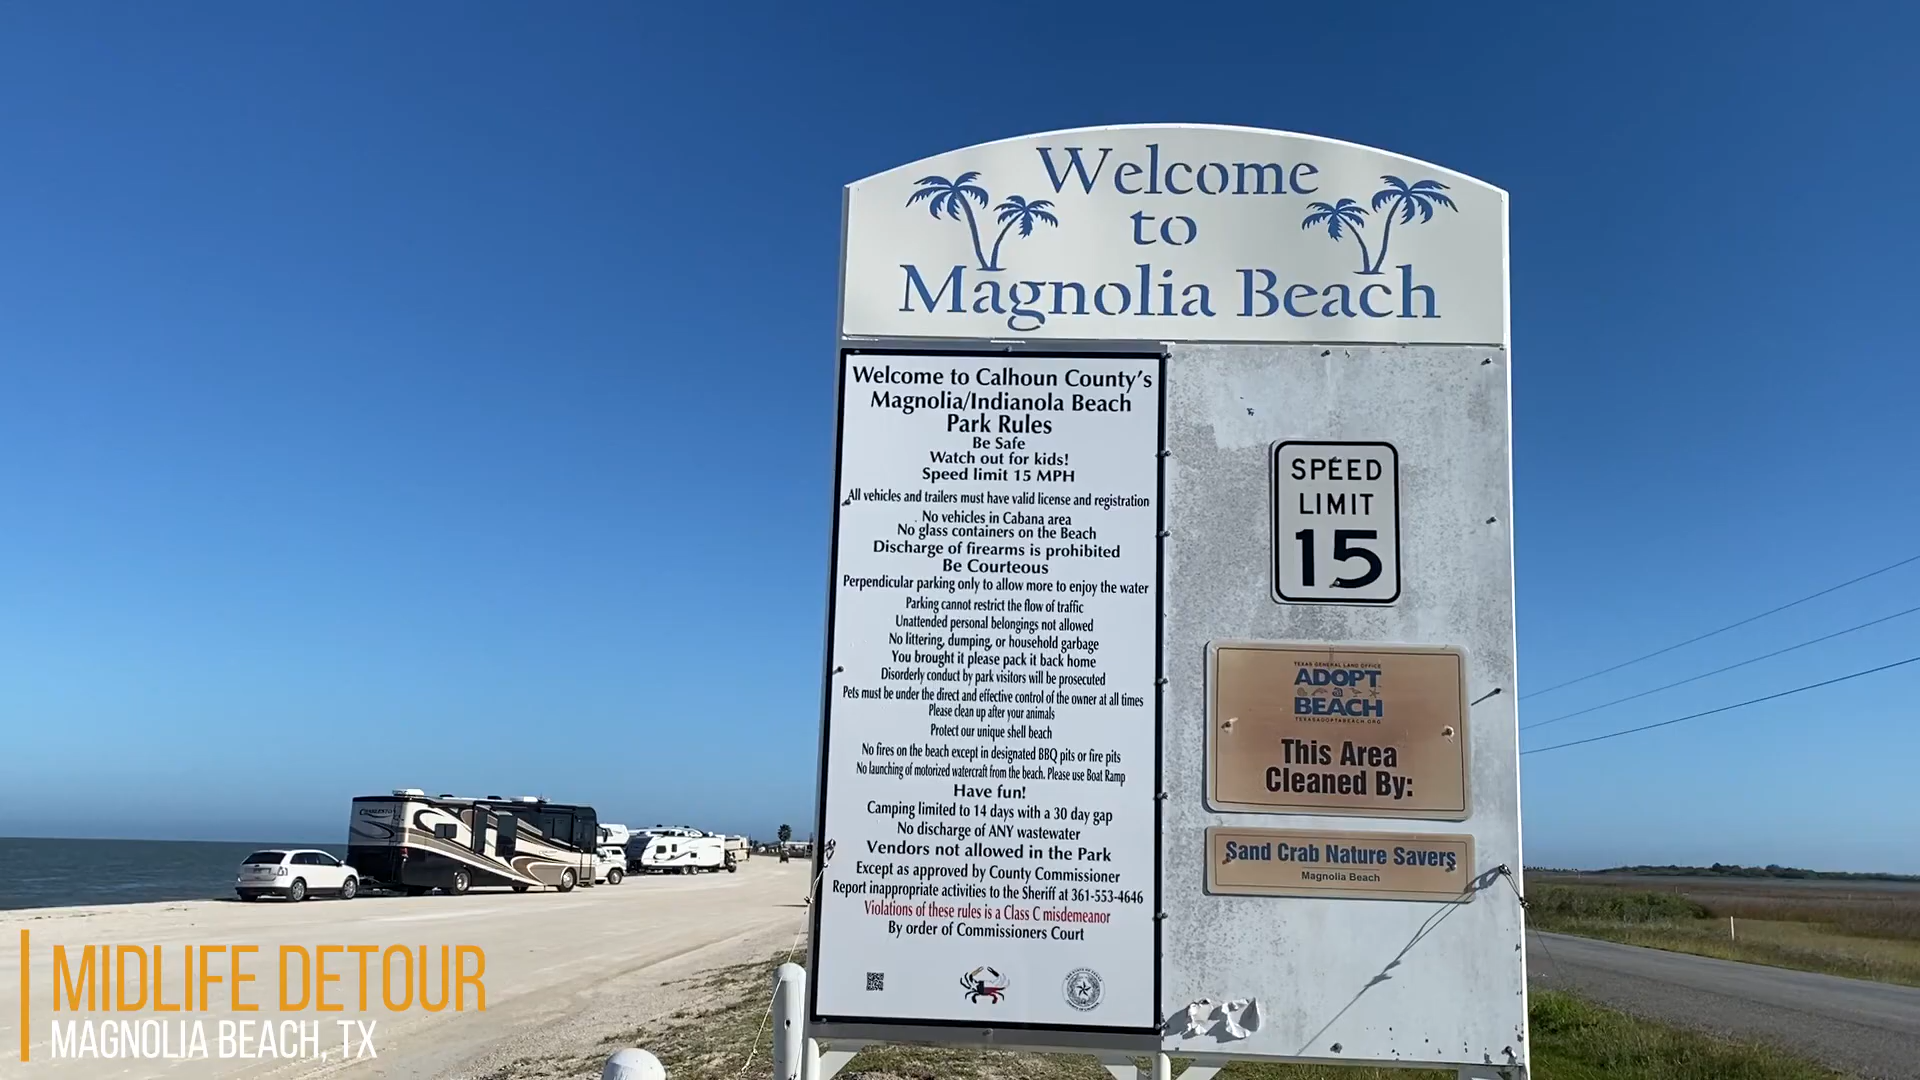 Welcome
to
Magnolia Beach
Welcome to Calhoun County's
Magnolia/Indianola Beach
Park Rules
Be Safe
Watch out for kids!
Speed limit 15 MPH
All vehicles and trailers must have valid license and registration
No vehicles in Cabana area
No glass containers on the Beach
Discharge of firearms is prohibited
Be Courteous
Perpendicular parking only to allow more to enjoy the water
Parking cannot restrict the flow of traffic
Unattended personal belongings not allowed
No littering, dumping, or household garbage
You brought it please pack it back home
Disorderly conduct by park visitors will be prosecuted
Pets must be under the direct and effective control of the owner at all times
Please clean up after your animals
Protect our unique shell beach
No fires on the beach except in designated BBQ pits or fire pits
No launching of motorized watercraft from the beach. Please use Boat Ramp
Have fun!
Camping limited to 14 days with a 30 day gap
No discharge of ANY wastewater
Vendors not allowed in the Park
Except as approved by County Commissioner
Report inappropriate activities to the Sheriff at 361-553-4646
Violations of these rules is a Class C misdemeanor
By order of Commissioners Court
SPEED
LIMIT
15
TEXAS GENERAL LAND OFFICE
ADOPT
BEACH
TEXASADOPTABEACH.ORG
This Area
Cleaned By:
Sand Crab Nature Savers
Magnolia Beach
MIDLIFE DETOUR
MAGNOLIA BEACH, TX